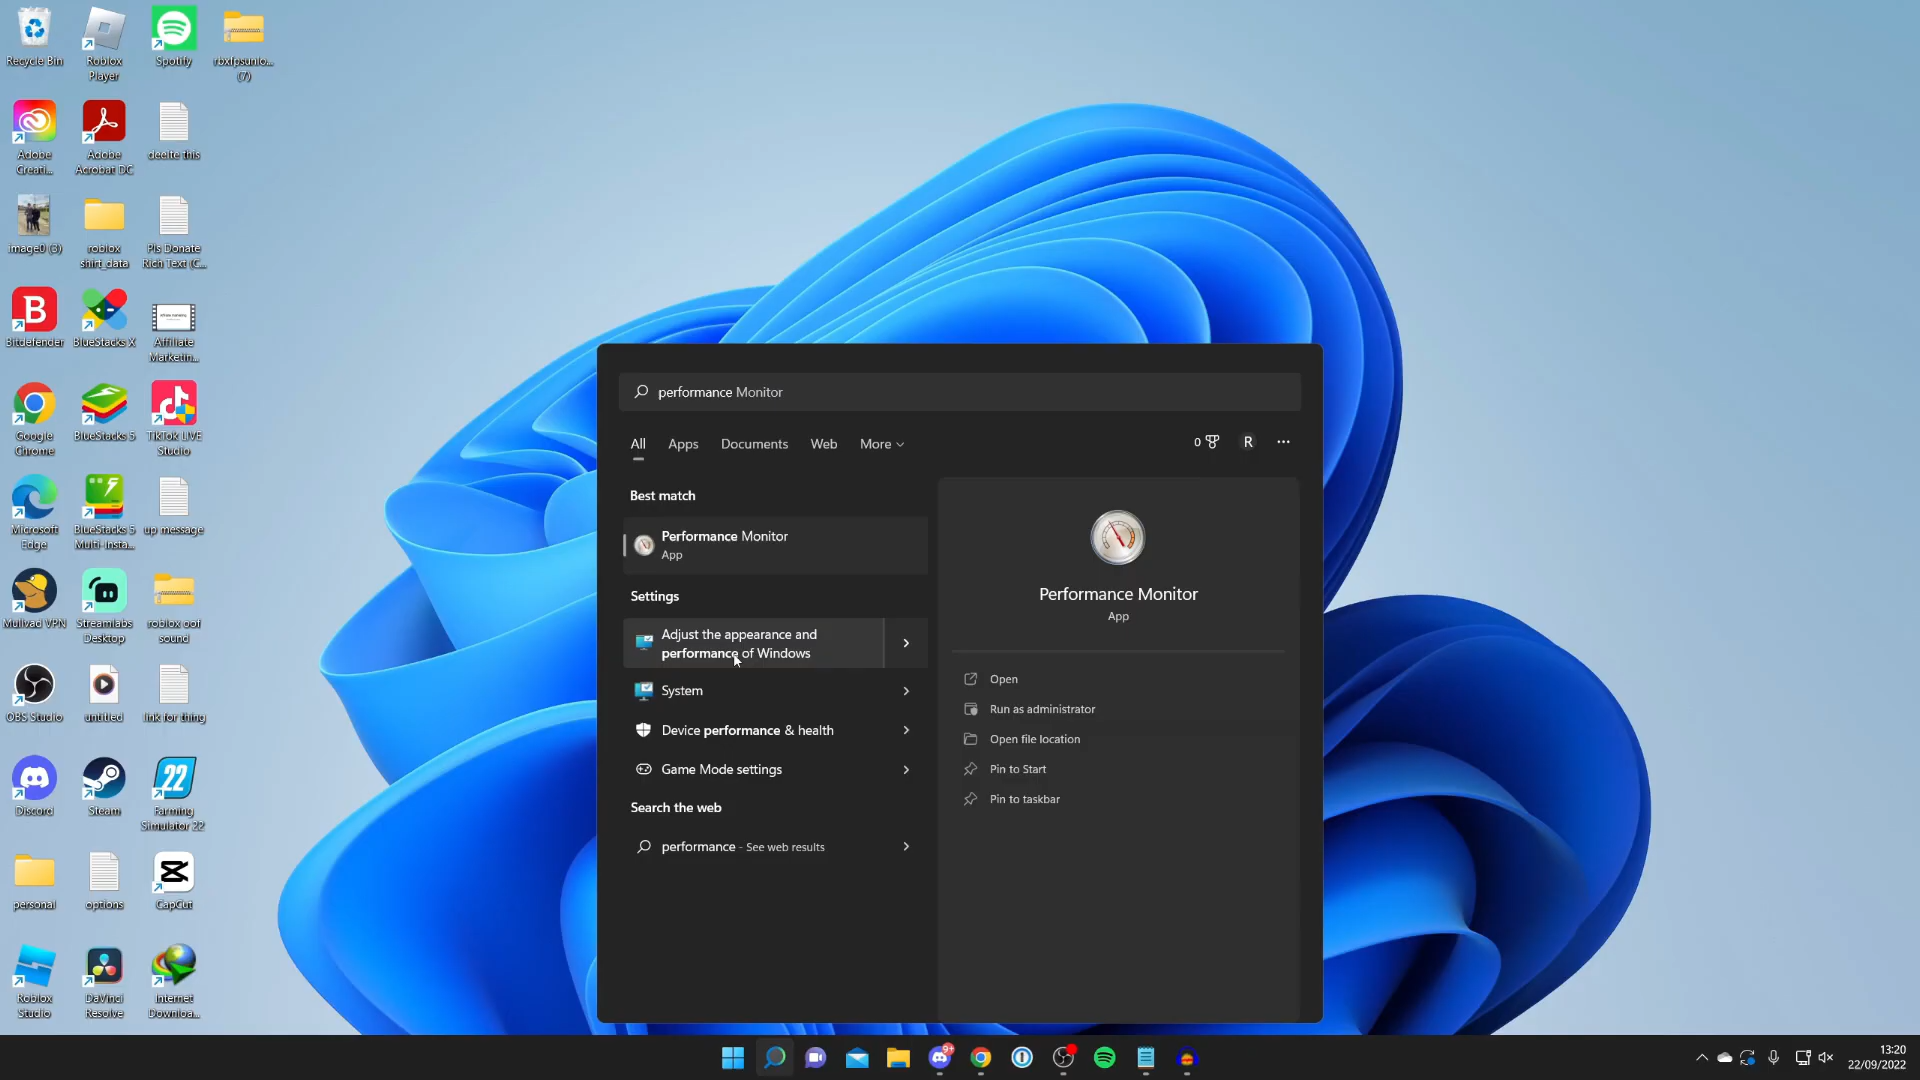 Recycle Bin
Roblox
Player
Spotify
rbxfpsunlo...
(7)
Adobe
Creati...
Adobe
Acrobat DC
deelte this
image0 (3)
roblox
shirt_data
Pls Donate
Rich Text (C...
Bitdefender
BlueStacks X
Affiliate
Marketin...
Google
Chrome
BlueStacks 5
TikTok LIVE
Studio
Microsoft
Edge
BlueStacks 5
Multi-Insta...
up message
Mullvad VPN
Streamlabs
Desktop
roblox oof
sound
OBS Studio
untitled
link for thing
Discord
Steam
22
Farming
Simulator 22
personal
options
CapCut
Roblox
Studio
DaVinci
Resolve
Internet
Downloa...
performance Monitor
All
Apps
Documents
Web
More
0
R
Best match
Performance Monitor
App
Settings
Adjust the appearance and
performance of Windows
System
Device performance & health
Game Mode settings
Search the web
performance - See web results
Performance Monitor
App
Open
Run as administrator
Open file location
Pin to Start
Pin to taskbar
9+
13:20
22/09/2022